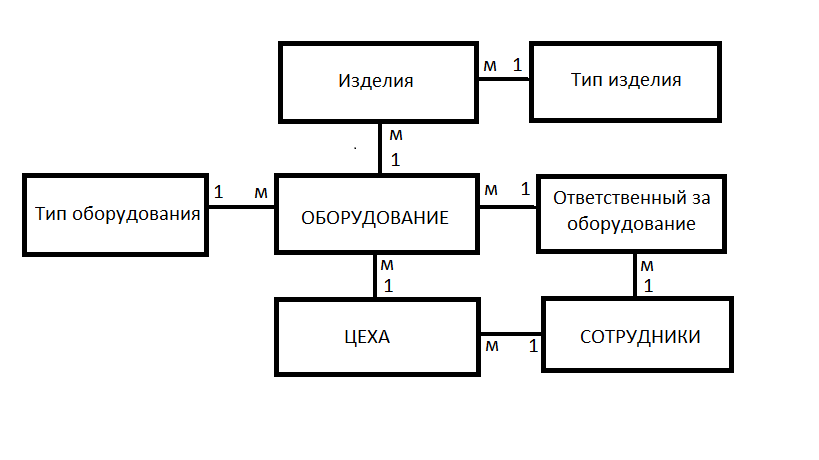 Изделия
м 1
Тип изделия
м
1
Тип оборудования
1 м
ОБОРУДОВАНИЕ
м 1
Ответственный за
оборудование
м
1
м
1
ЦЕХА
м 1
СОТРУДНИКИ